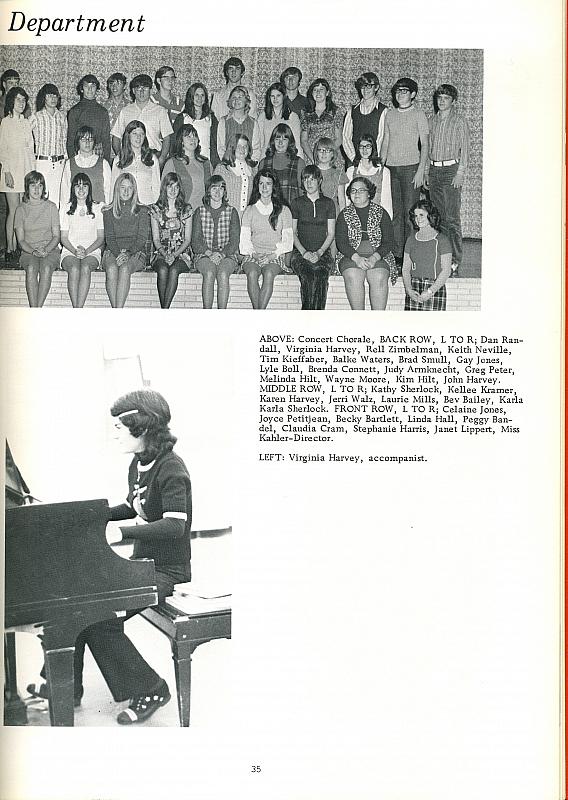 Department
ABOVE: Concert Chorale, BACK ROW, L TO R; Dan Ran-
dall, Virginia Harvey, Rell Zimbelman, Keith Neville,
Tim Kieffaber, Balke Waters, Brad Smull, Gay Jones,
Lyle Boll, Brenda Connett, Judy Armknecht, Greg Peter,
Melinda Hilt, Wayne Moore, Kim Hilt, John Harvey.
MIDDLE ROW, L TO R; Kathy Sherlock, Kellee Kramer,
Karen Harvey, Jerri Walz, Laurie Mills, Bev Bailey, Karla
Karla Sherlock. FRONT ROW, L TO R; Celaine Jones,
Joyce Petitjean, Becky Bartlett, Linda Hall, Peggy Ban-
del, Claudia Cram, Stephanie Harris, Janet Lippert, Miss
Kahler-Director.
LEFT: Virginia Harvey, accompanist.
35